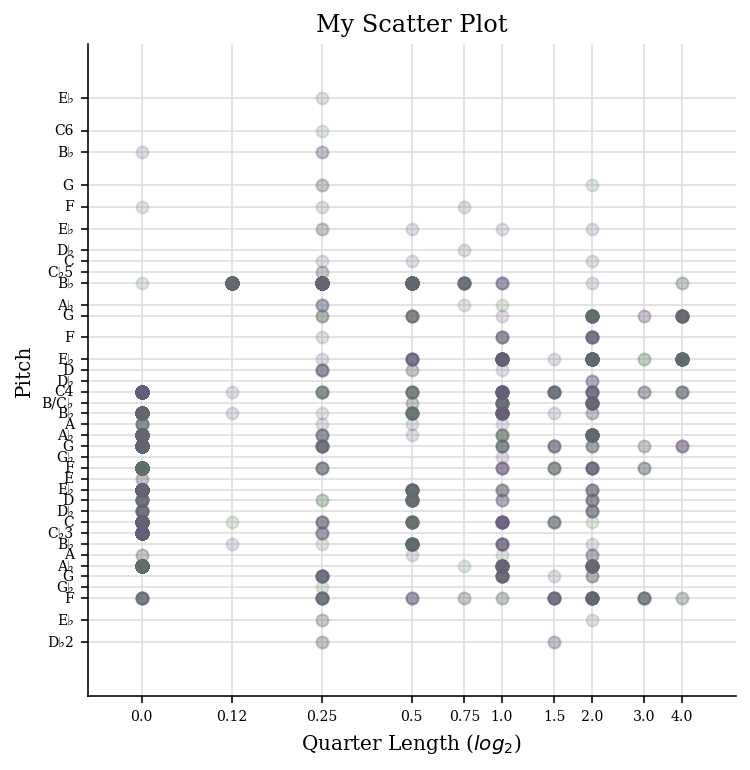 My Scatter Plot
E♭
C6
B♭
G
F
E♭
D♭
C
C♭5
B♭
A♭
G
F
E♭
D
D♭
C4
B/C♭
B♭
A
A♭
G
G♭
F
E
E♭
D
D♭
C
C♭3
B♭
A
A♭
G
G♭
F
E♭
D♭2
Pitch
0.0 0.12 0.25 0.5 0.75 1.0 1.5 2.0 3.0 4.0
Quarter Length (log₂)